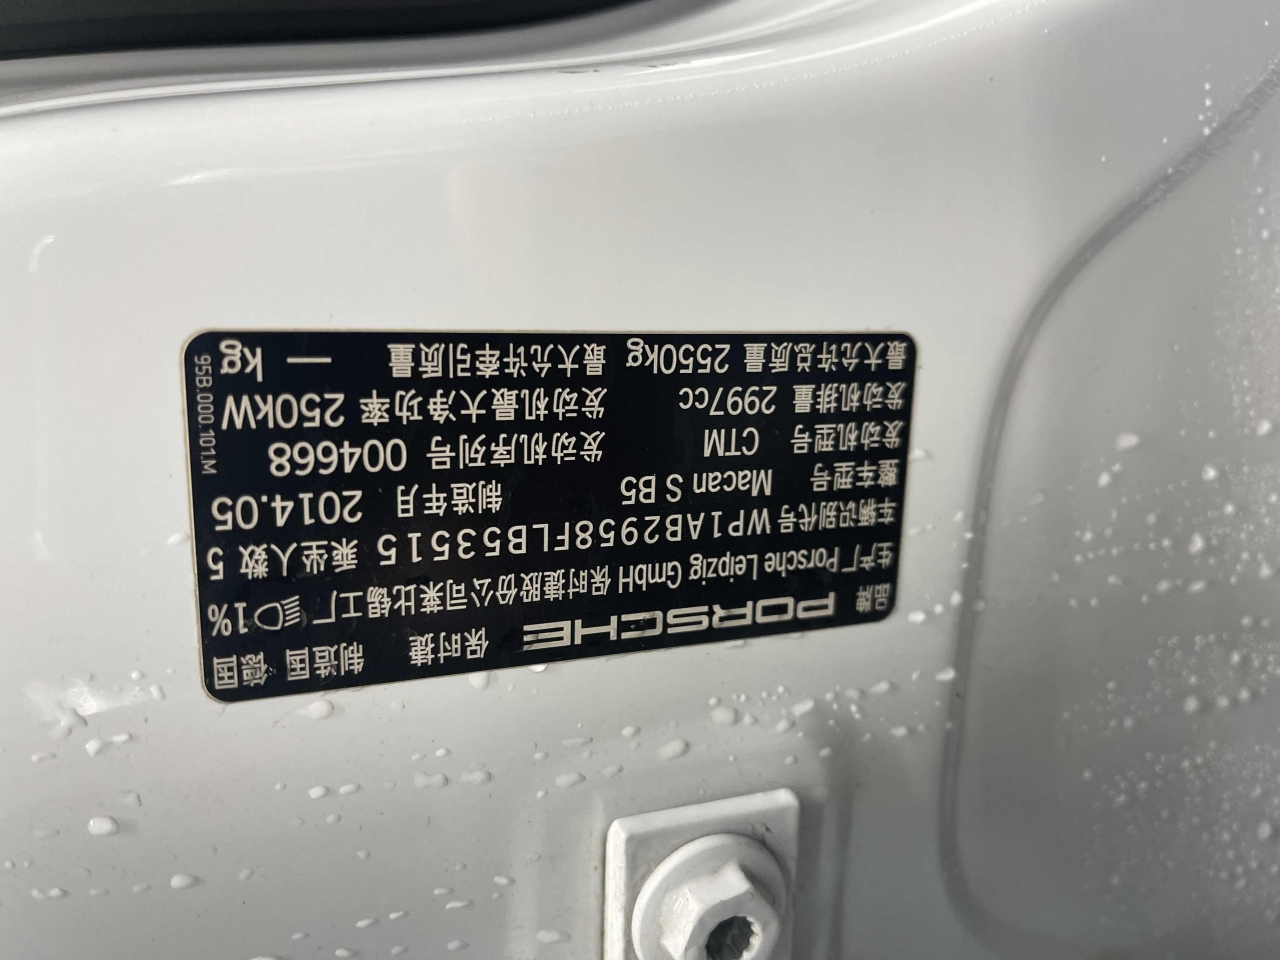 品牌 PORSCHE 保时捷 制造国 德国
生产厂 Porsche Leipzig GmbH 保时捷股份公司莱比锡工厂 1%
车辆识别代号 WP1AB2958FLB53515 乘坐人数 5
整车型号 Macan S B5 制造年月 2014.05
发动机型号 CTM 发动机序列号 004668
发动机排量 2997cc 发动机最大净功率 250kW
最大允许总质量 2550kg 最大允许牵引质量 — kg
95B.000.101.M